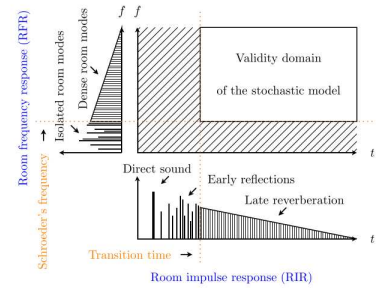 f
f
Room frequency response (RFR)
Isolated room modes
Dense room modes
Validity domain
of the stochastic model
Schroeder's frequency
t
Direct sound
Early reflections
Late reverberation
t
Transition time
Room impulse response (RIR)